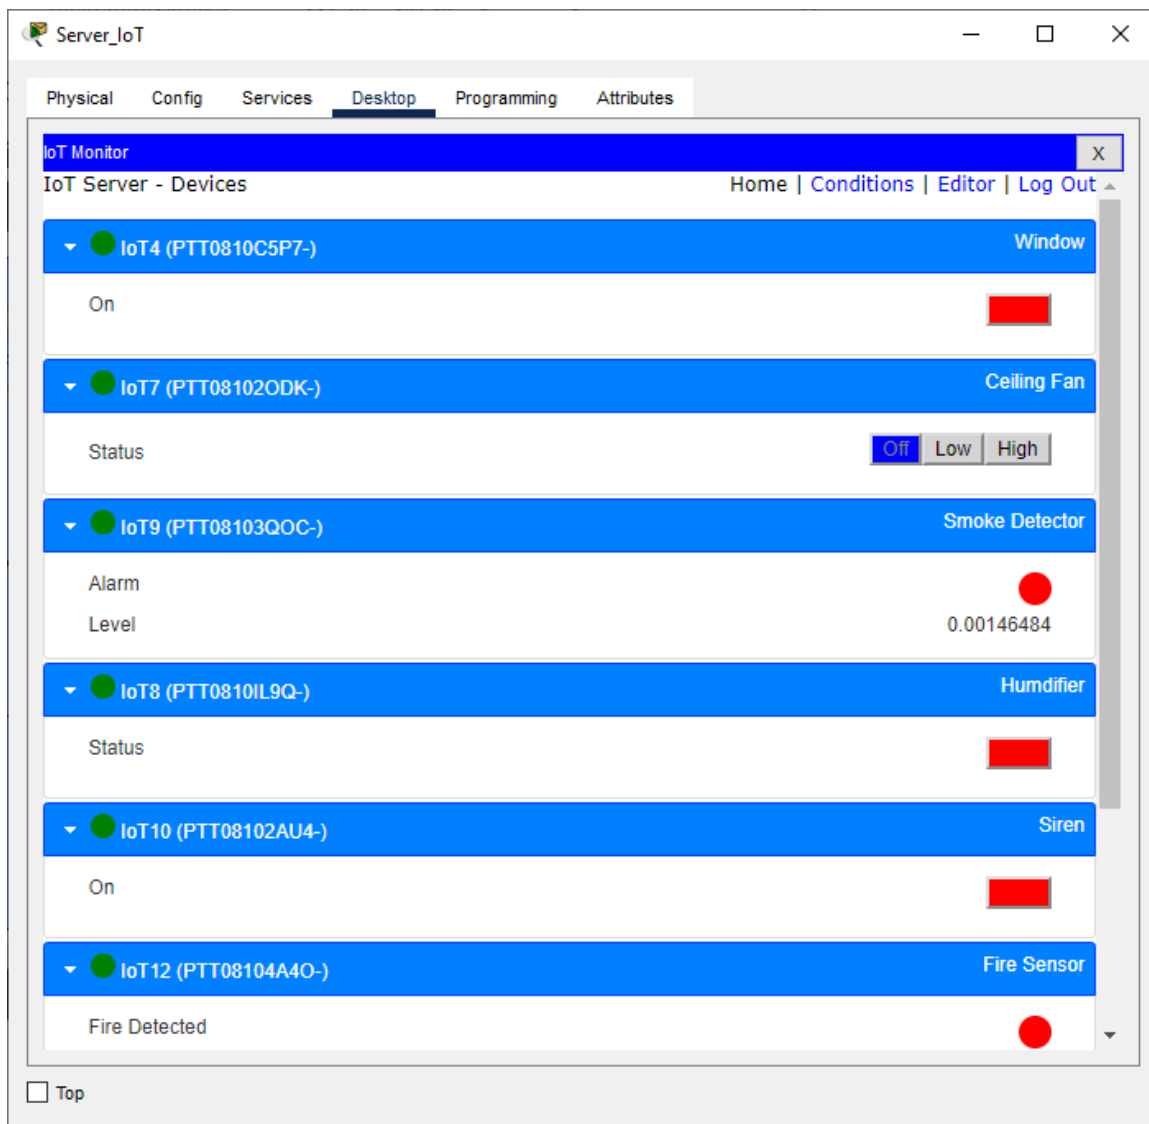 Server_IoT
Physical Config Services Desktop Programming Attributes
IoT Monitor X
IoT Server - Devices Home | Conditions | Editor | Log Out
IoT4 (PTT0810C5P7-) Window
On
IoT7 (PTT08102ODK-) Ceiling Fan
Status Off Low High
IoT9 (PTT08103QOC-) Smoke Detector
Alarm
Level 0.00146484
IoT8 (PTT0810IL9Q-) Humdifier
Status
IoT10 (PTT08102AU4-) Siren
On
IoT12 (PTT08104A4O-) Fire Sensor
Fire Detected
Top